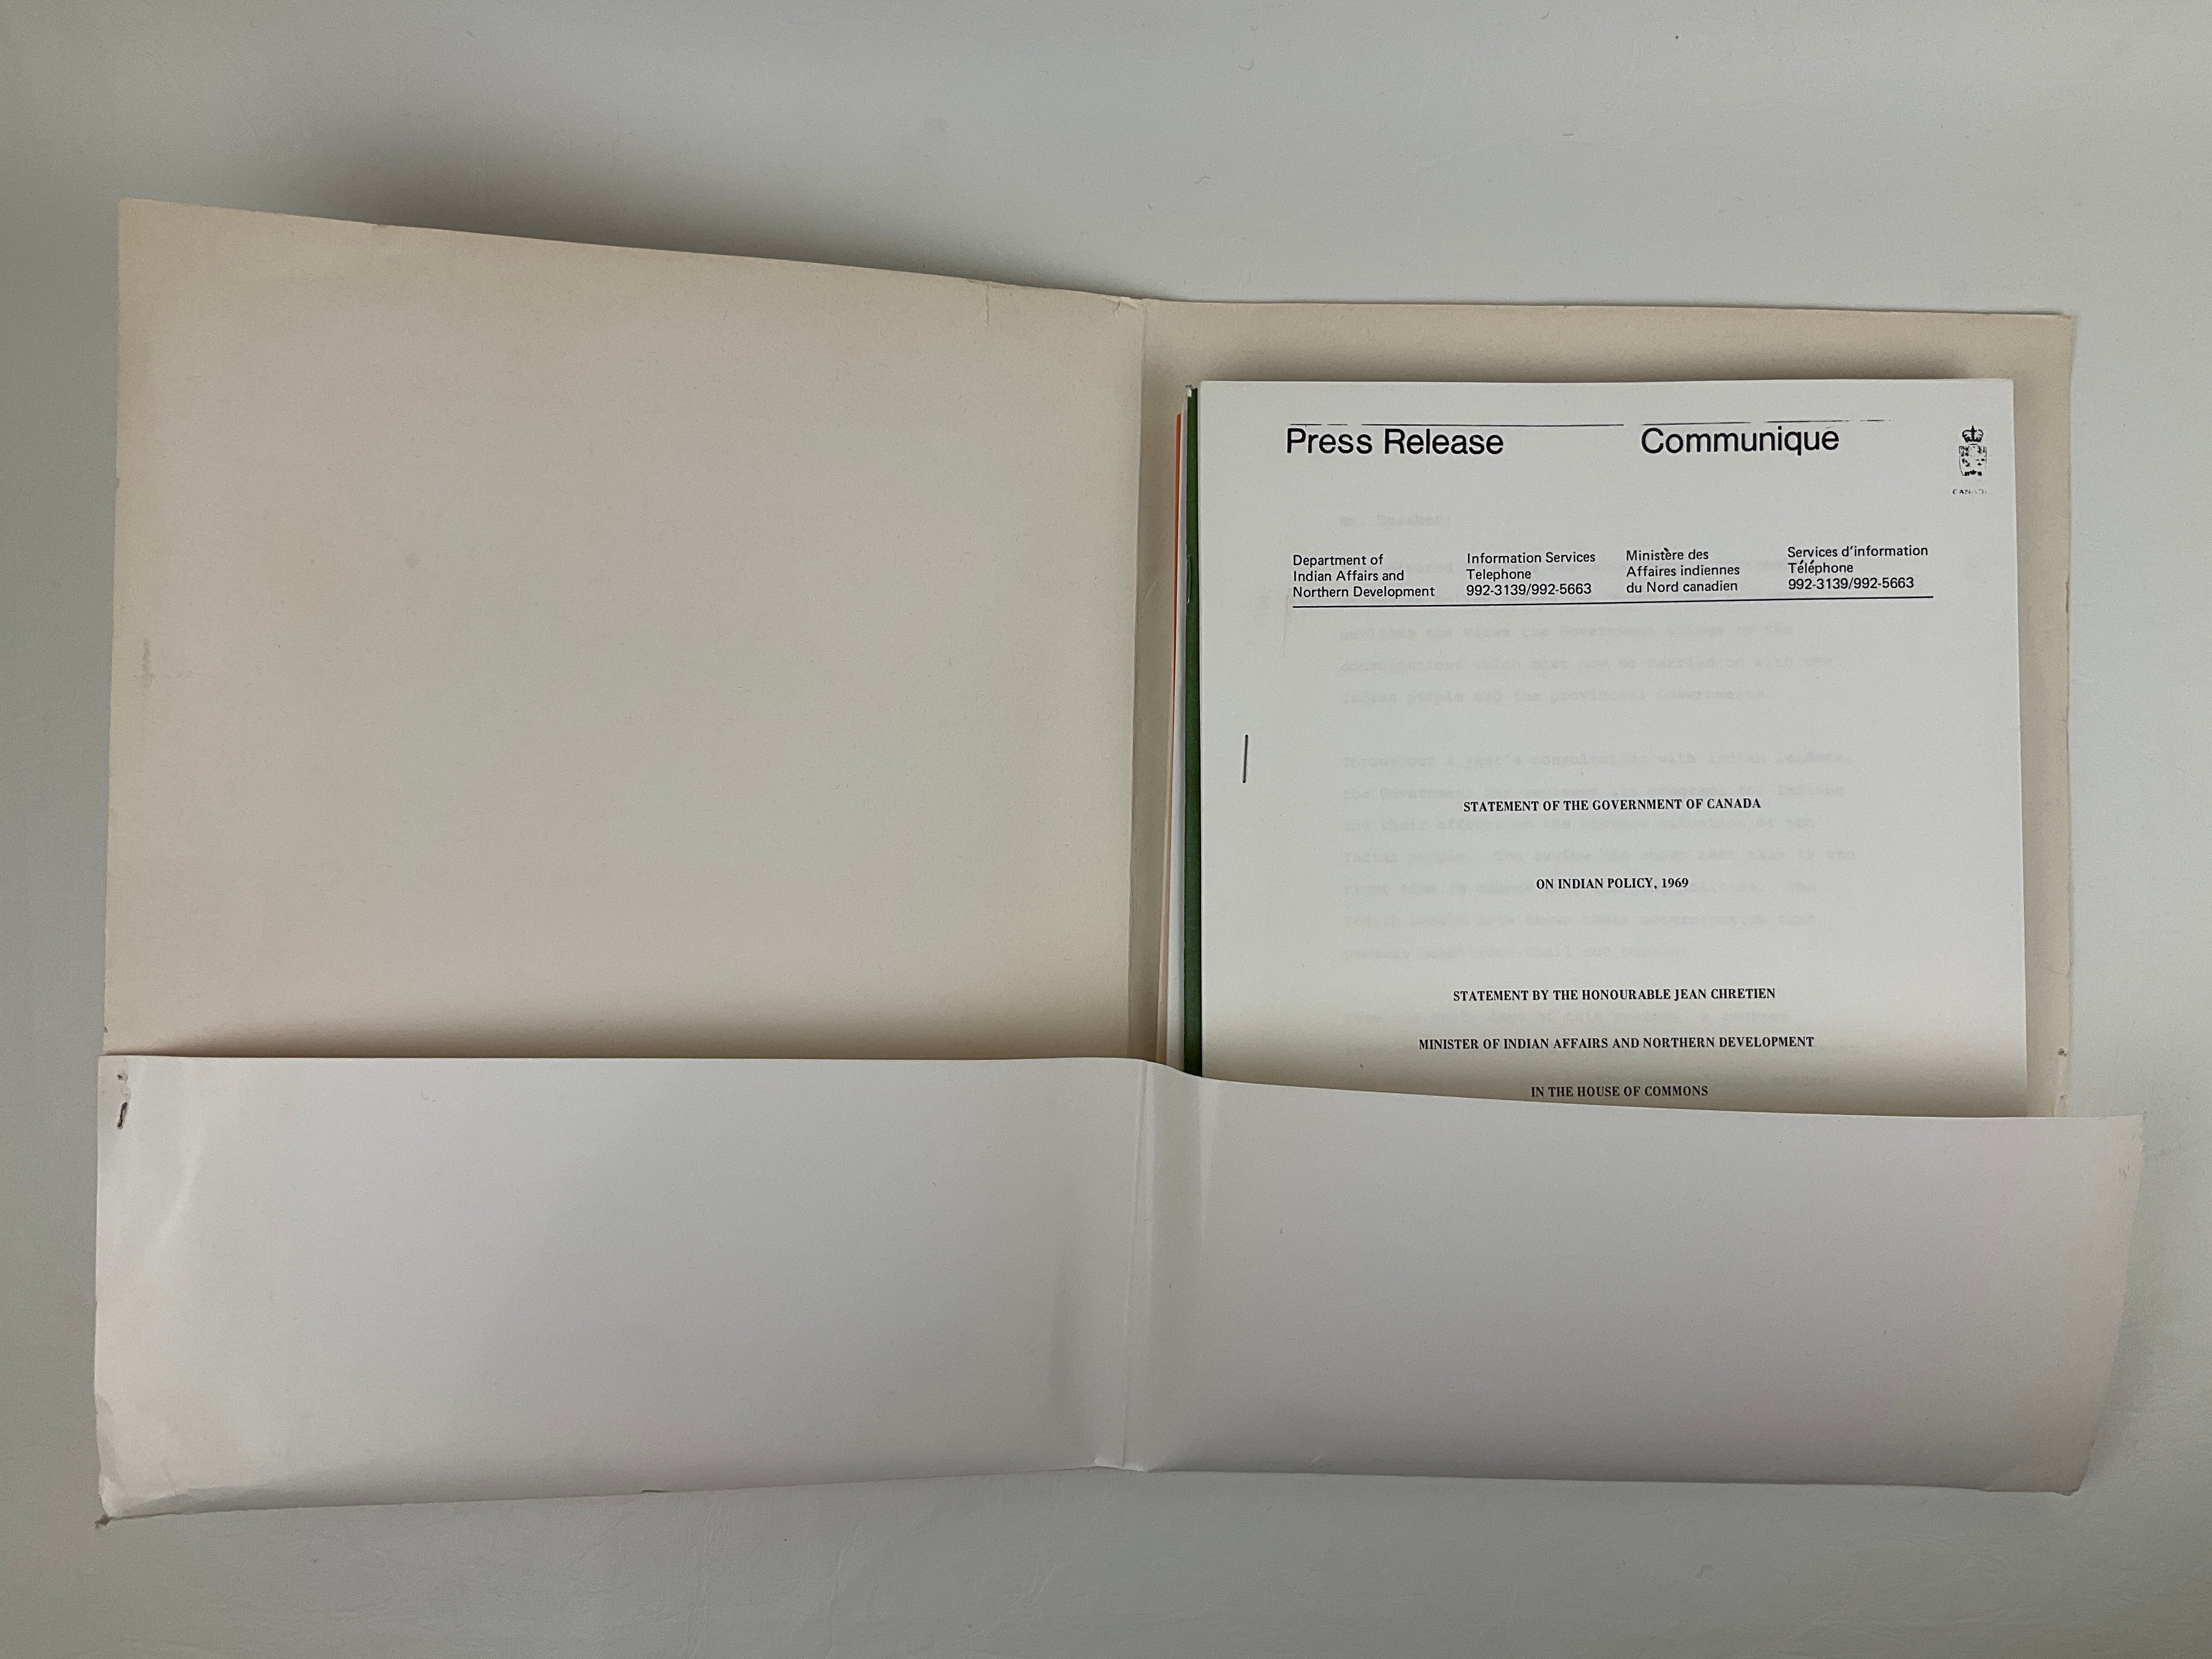 Press Release
Communiqué
Department of
Indian Affairs and
Northern Development
Information Services
Telephone
992-3139/992-5663
Ministère des
Affaires indiennes
du Nord canadien
Services d'information
Téléphone
992-3139/992-5663
STATEMENT OF THE GOVERNMENT OF CANADA
ON INDIAN POLICY, 1969
STATEMENT BY THE HONOURABLE JEAN CHRETIEN
MINISTER OF INDIAN AFFAIRS AND NORTHERN DEVELOPMENT
IN THE HOUSE OF COMMONS